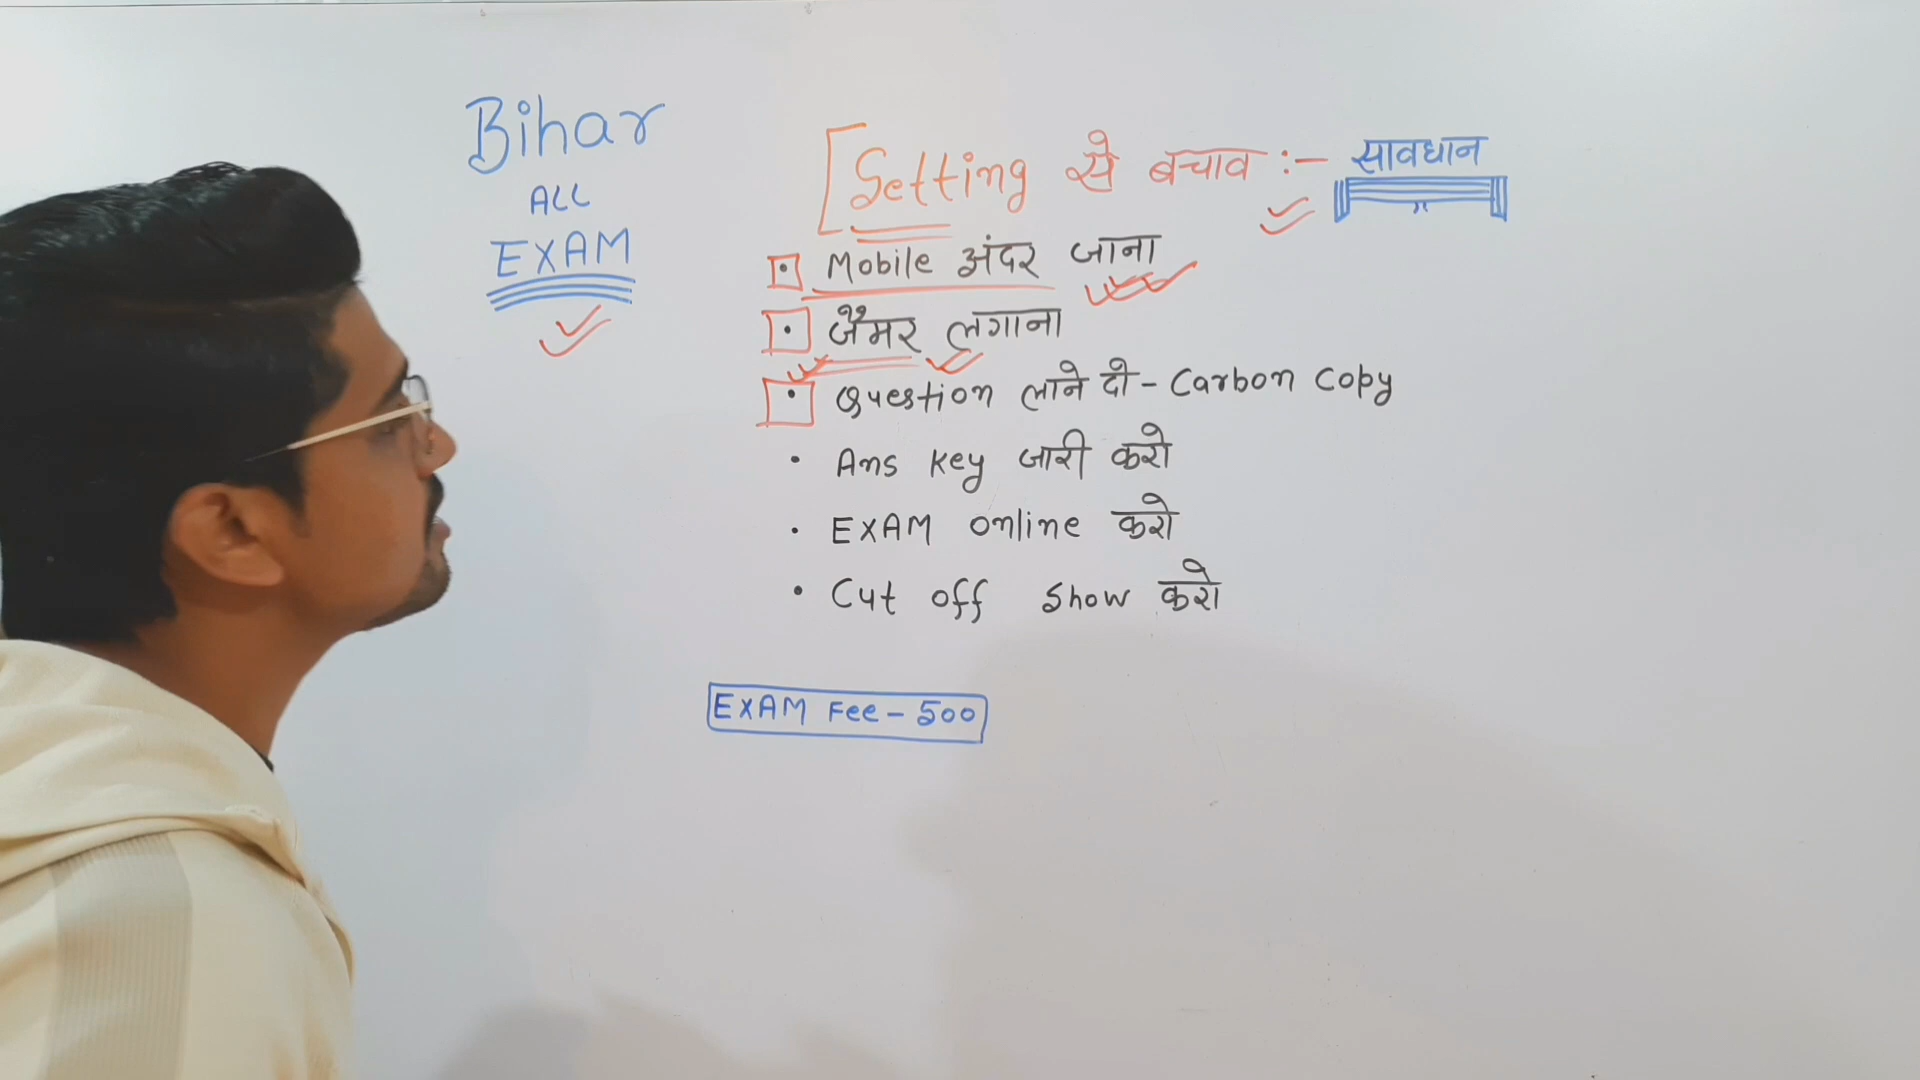 Bihar
ALL
EXAM
Setting से बचाव :- सावधान
Mobile अंदर जाना
जैमर लगाना
Question लाने दो - Carbon Copy
Ans Key जारी करो
EXAM online करो
Cut off show करो
EXAM Fee - 500